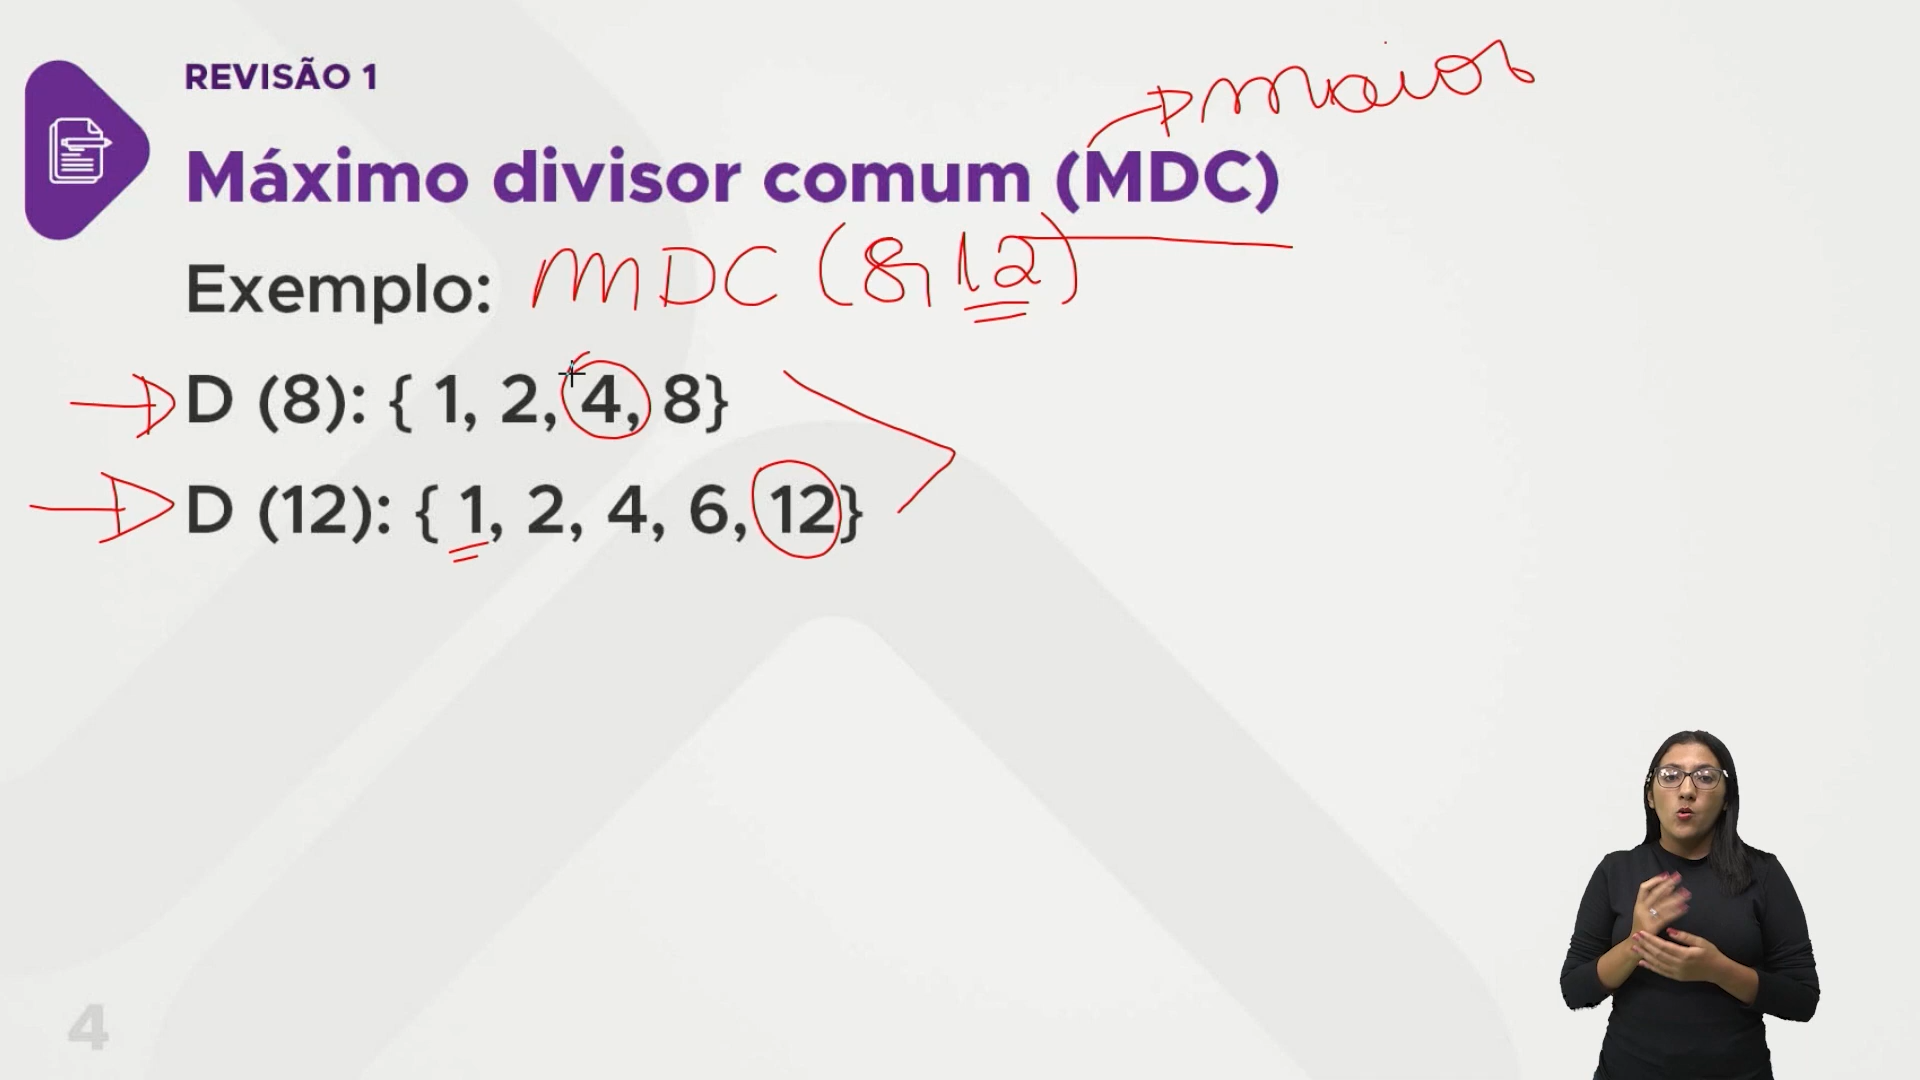 REVISÃO 1
maior
Máximo divisor comum (MDC)
Exemplo: MDC (8,12)
D (8): { 1, 2, 4, 8}
D (12): { 1, 2, 4, 6, 12}
4